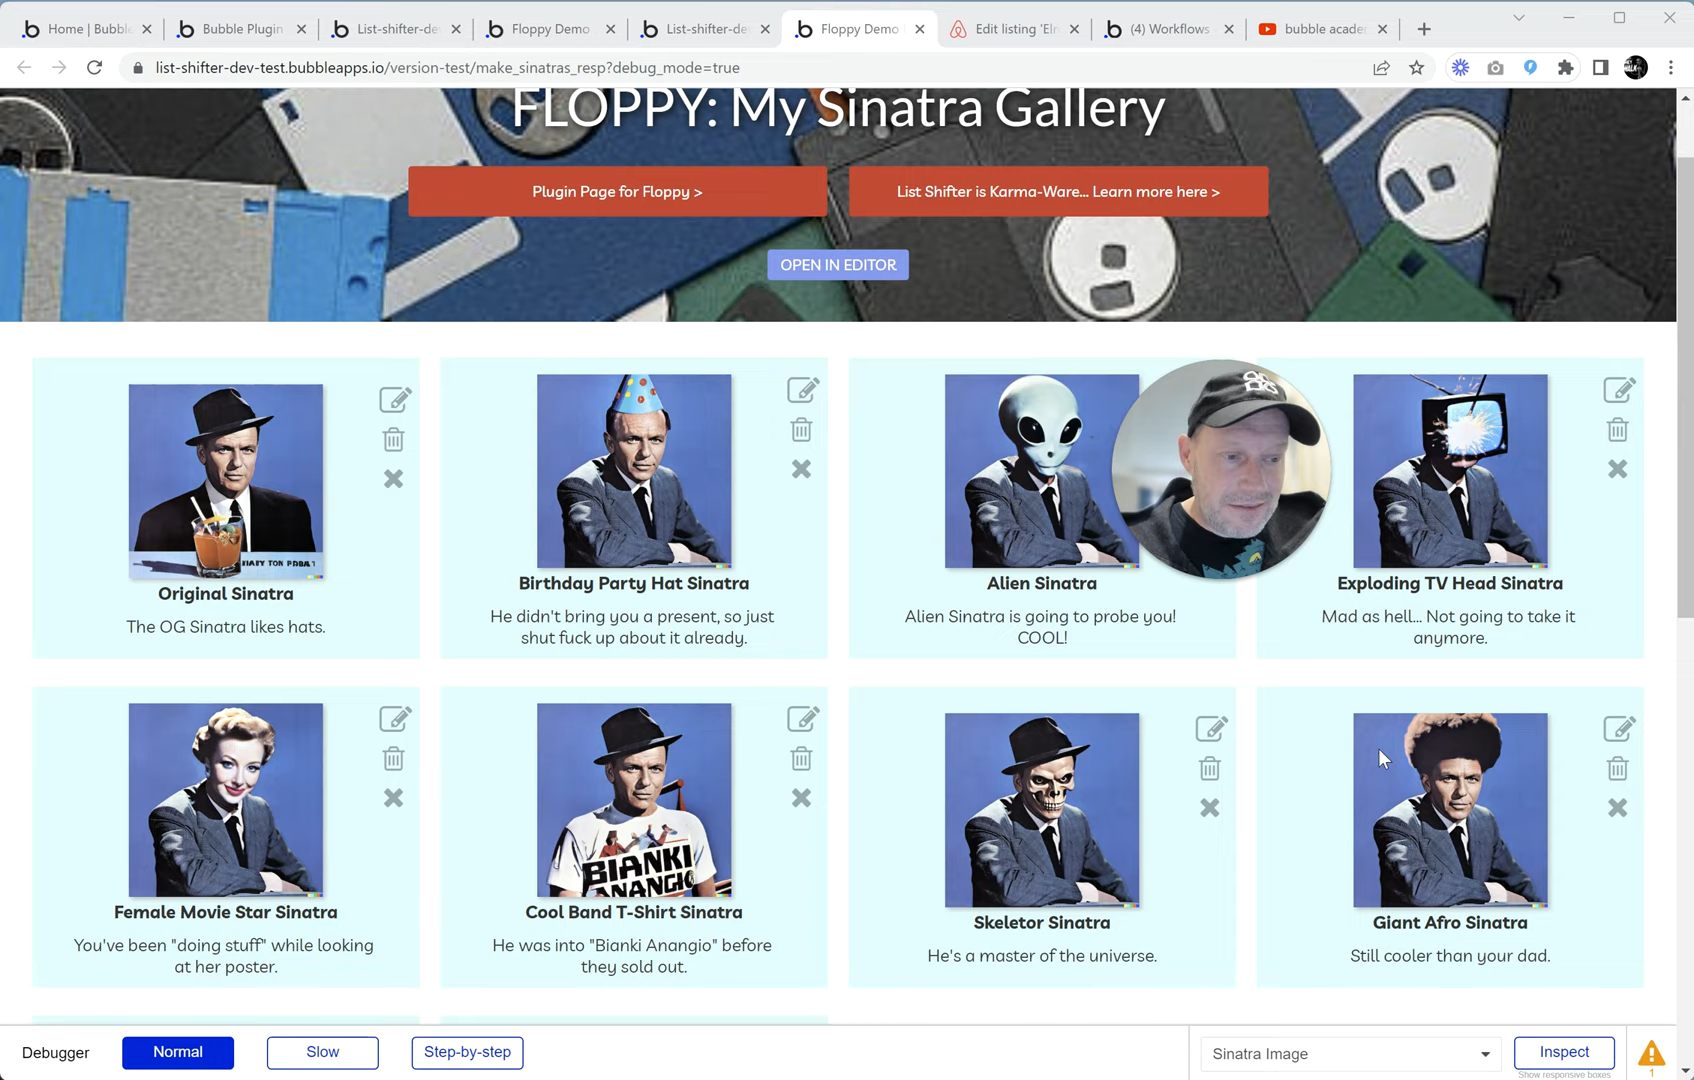 Home | Bubble
Bubble Plugin
List-shifter-de
Floppy Demo
List-shifter-de
Floppy Demo
Edit listing 'Eln
(4) Workflows
bubble acade
list-shifter-dev-test.bubbleapps.io/version-test/make_sinatras_resp?debug_mode=true
FLOPPY: My Sinatra Gallery
Plugin Page for Floppy >
List Shifter is Karma-Ware... Learn more here >
OPEN IN EDITOR
Original Sinatra
The OG Sinatra likes hats.
Birthday Party Hat Sinatra
He didn't bring you a present, so just
shut fuck up about it already.
Alien Sinatra
Alien Sinatra is going to probe you!
COOL!
Exploding TV Head Sinatra
Mad as hell... Not going to take it
anymore.
Female Movie Star Sinatra
You've been "doing stuff" while looking
at her poster.
BIANKI
ANANGIO
Cool Band T-Shirt Sinatra
He was into "Bianki Anangio" before
they sold out.
Skeletor Sinatra
He's a master of the universe.
Giant Afro Sinatra
Still cooler than your dad.
Debugger
Normal
Slow
Step-by-step
Sinatra Image
Inspect
Show responsive boxes
1